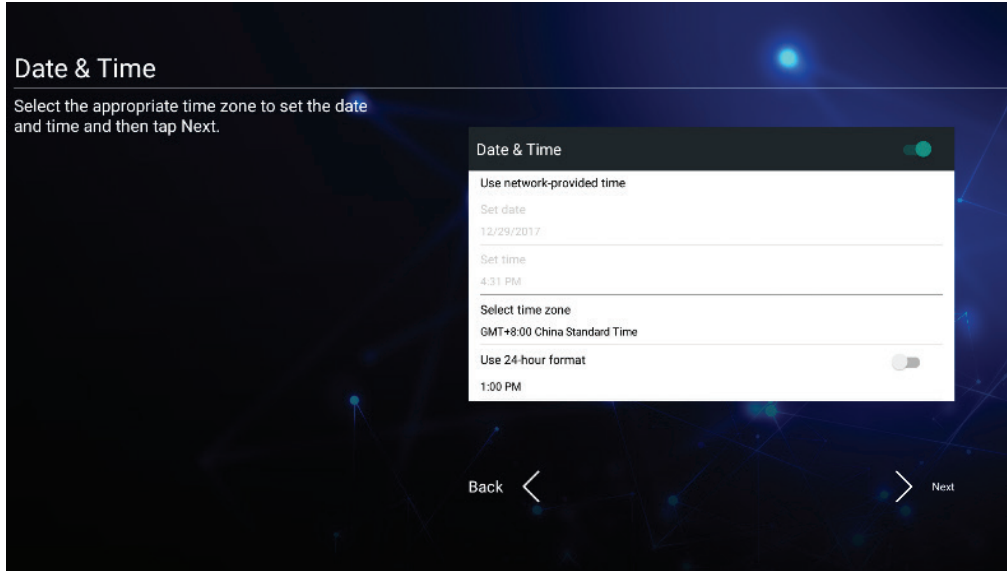 Date & Time
Select the appropriate time zone to set the date
and time and then tap Next.
Date & Time
Use network-provided time
Set date
12/29/2017
Set time
4:31 PM
Select time zone
GMT+8:00 China Standard Time
Use 24-hour format
1:00 PM
Back
Next